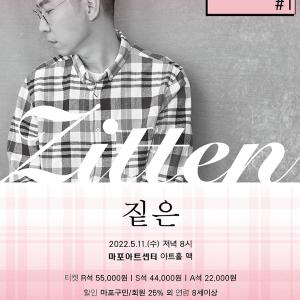 #1
Zitten
짙은
2022.5.11.(수) 저녁 8시
마포아트센터 아트홀 맥
티켓 R석 55,000원 | S석 44,000원 | A석 22,000원
할인 마포구민/회원 25% 외 연령 8세이상